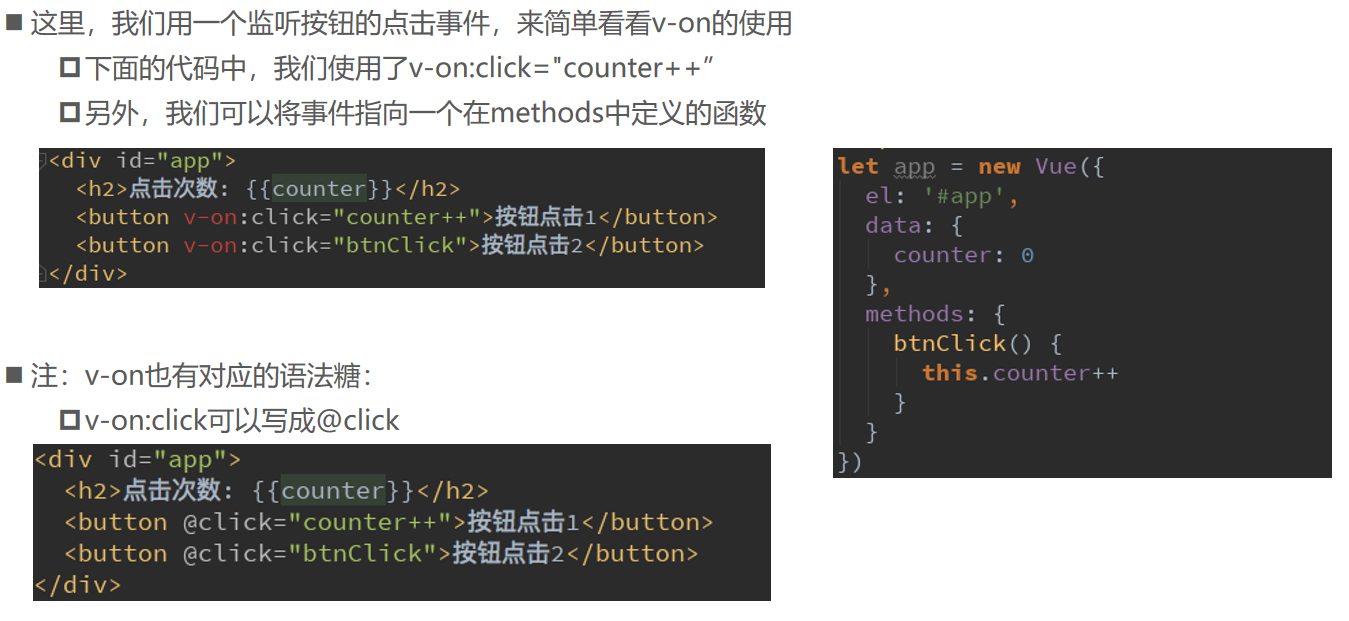 ■ 这里，我们用一个监听按钮的点击事件，来简单看看v-on的使用
下面的代码中，我们使用了v-on:click="counter++”
另外，我们可以将事件指向一个在methods中定义的函数
<div id="app">
<h2>点击次数: {{counter}}</h2>
<button v-on:click="counter++">按钮点击1</button>
<button v-on:click="btnClick">按钮点击2</button>
</div>
let app = new Vue({
el: '#app',
data: {
counter: 0
},
methods: {
btnClick() {
this.counter++
}
}
})
■ 注：v-on也有对应的语法糖：
v-on:click可以写成@click
<div id="app">
<h2>点击次数: {{counter}}</h2>
<button @click="counter++">按钮点击1</button>
<button @click="btnClick">按钮点击2</button>
</div>